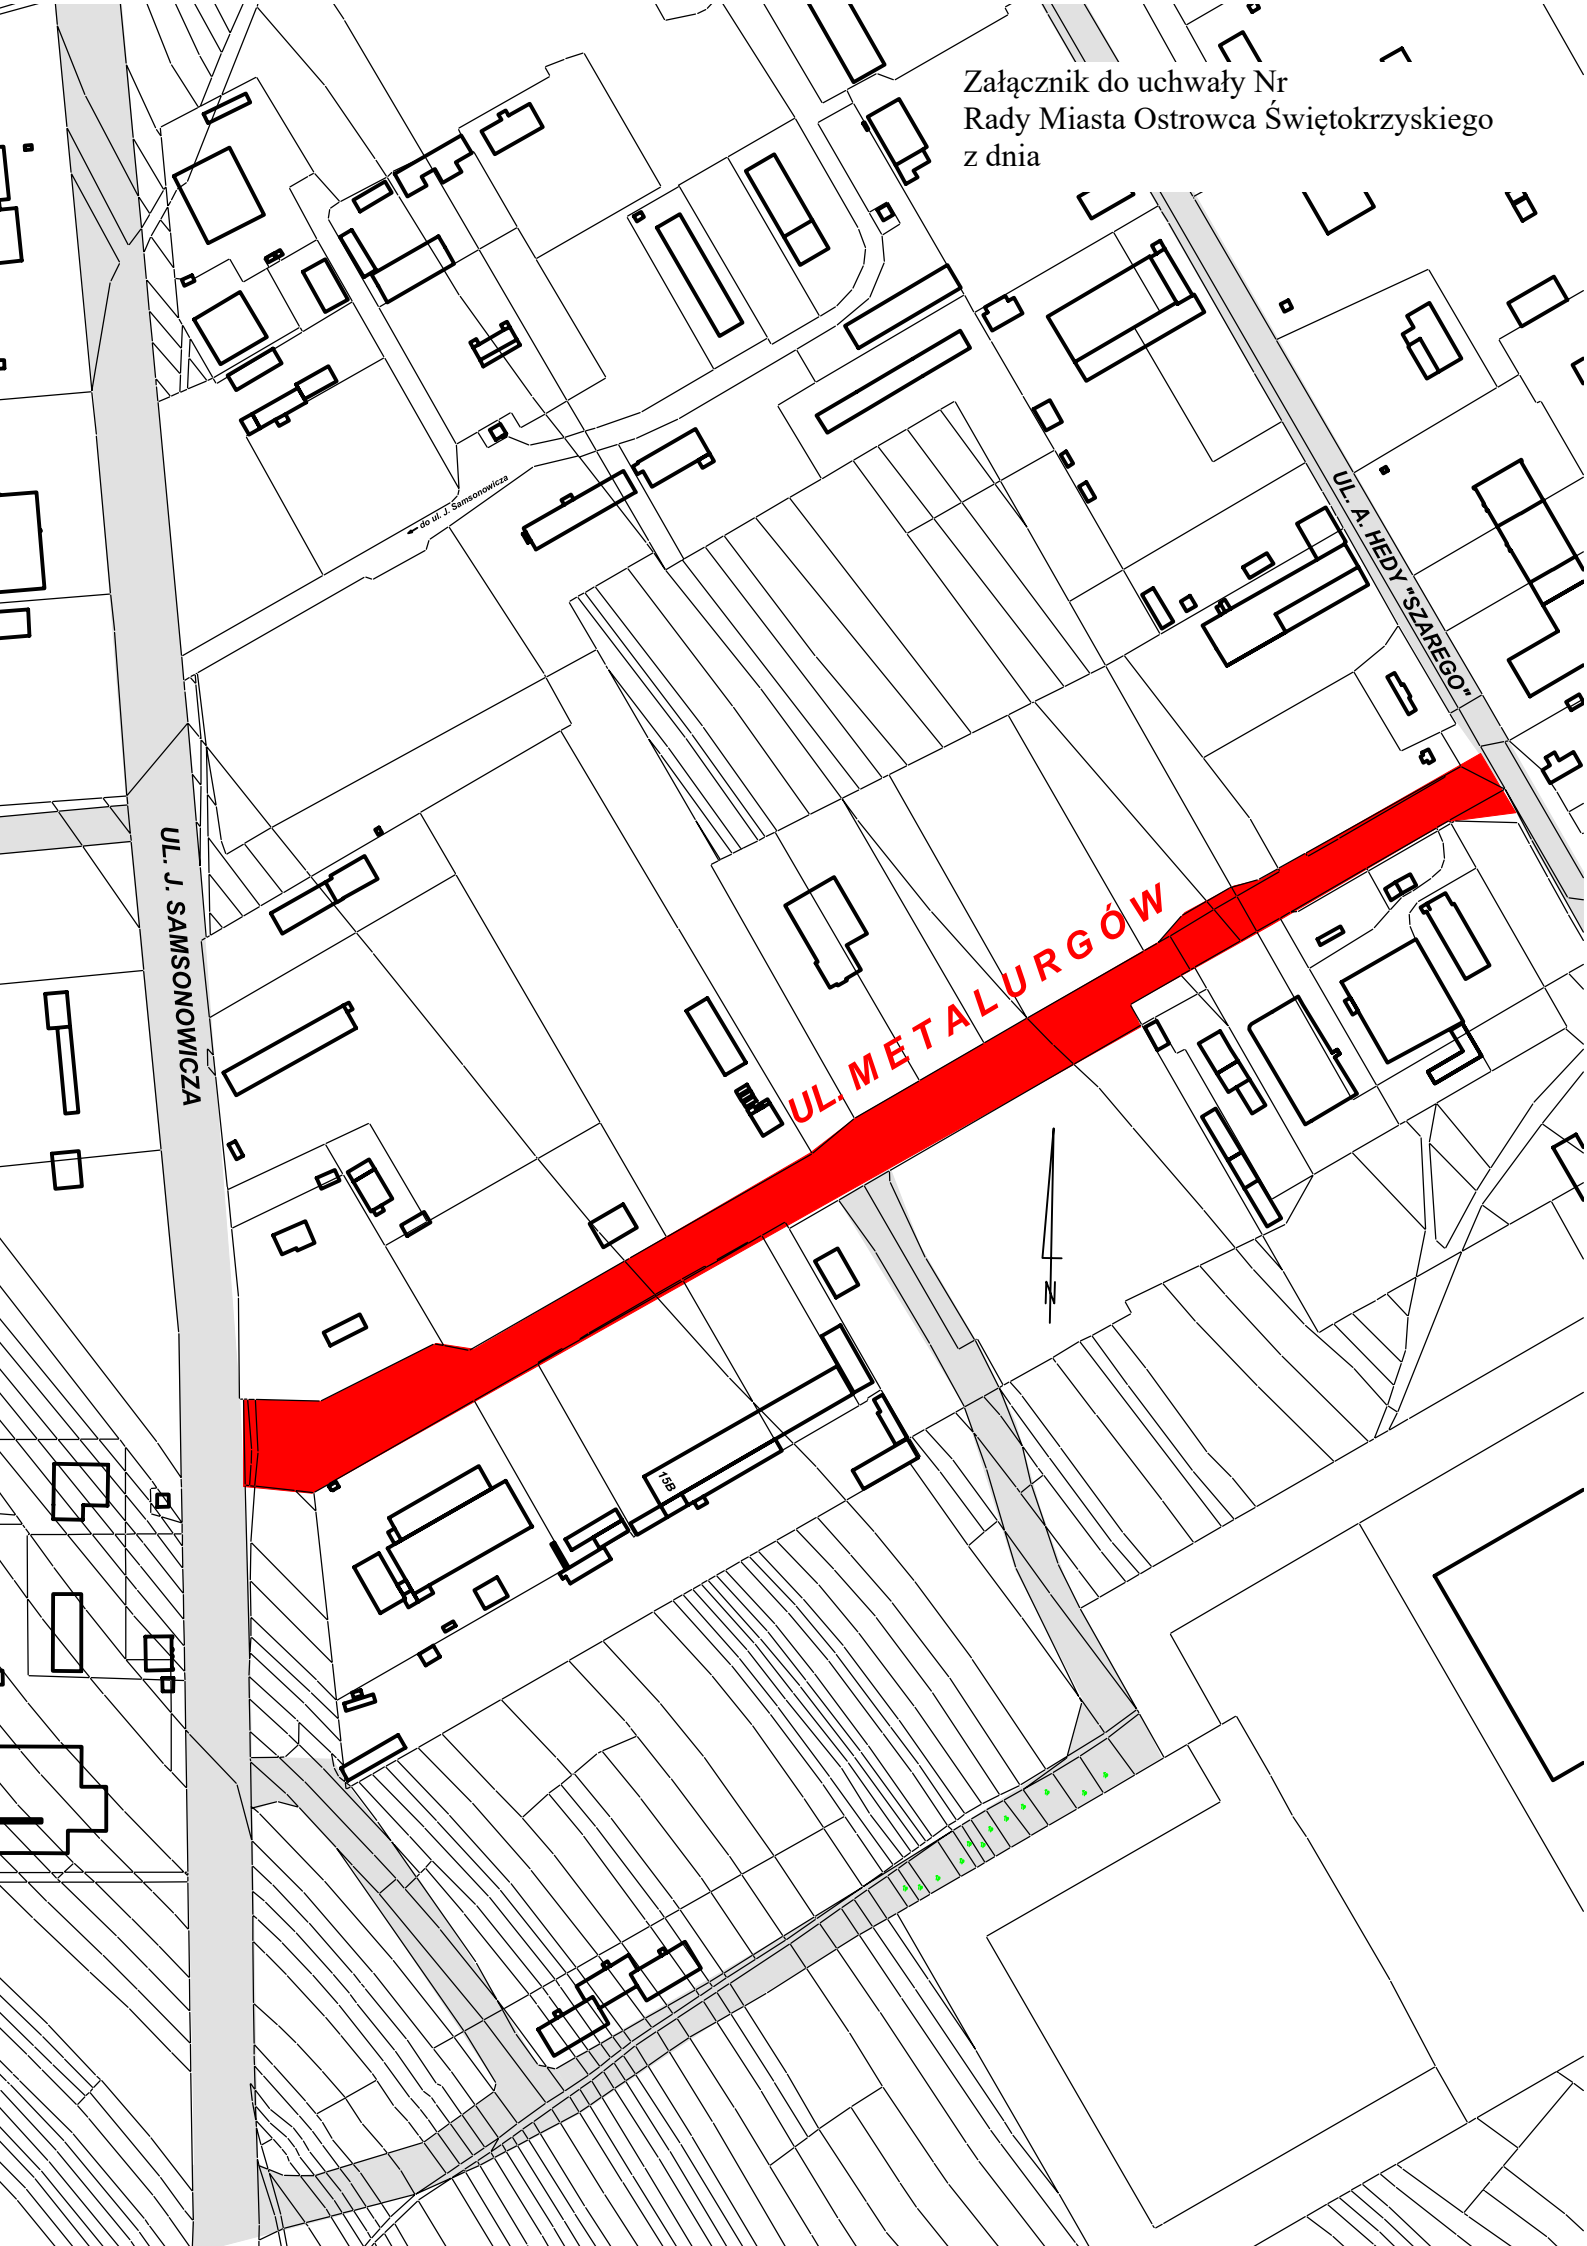 Załącznik do uchwały Nr
Rady Miasta Ostrowca Świętokrzyskiego
z dnia
do ul. J. Samsonowicza
UL. A. HEDY "SZAREGO"
UL. J. SAMSONOWICZA
UL. METALURGÓW
N
15B